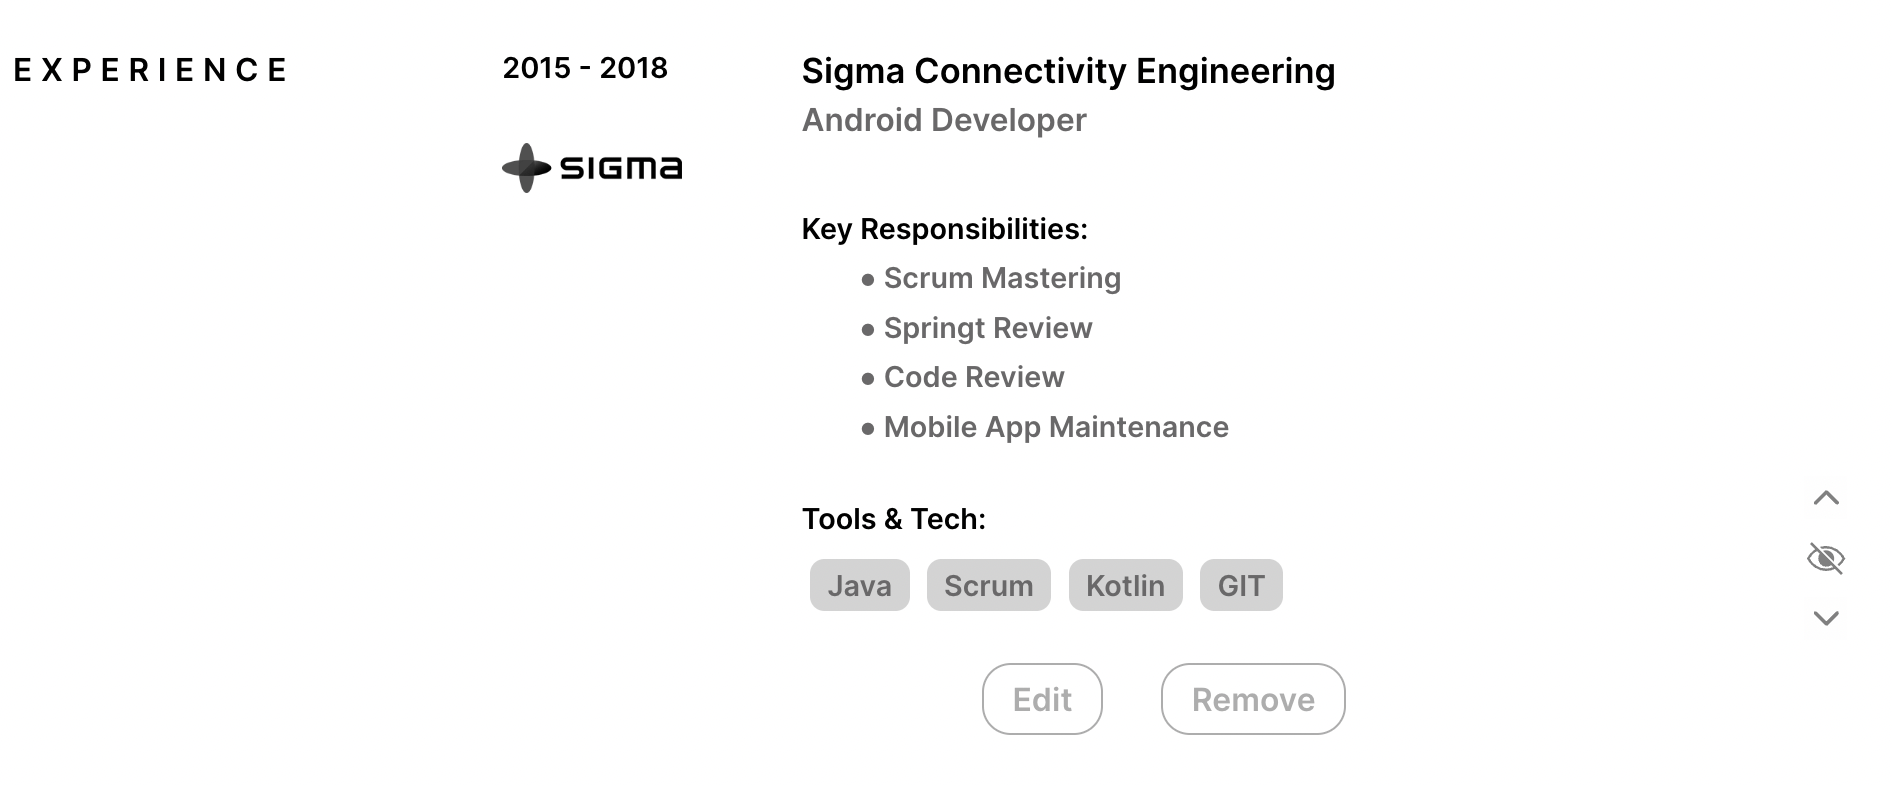 EXPERIENCE
2015 - 2018
sigma
Sigma Connectivity Engineering
Android Developer
Key Responsibilities:
• Scrum Mastering
• Springt Review
• Code Review
• Mobile App Maintenance
Tools & Tech:
Java Scrum Kotlin GIT
Edit Remove